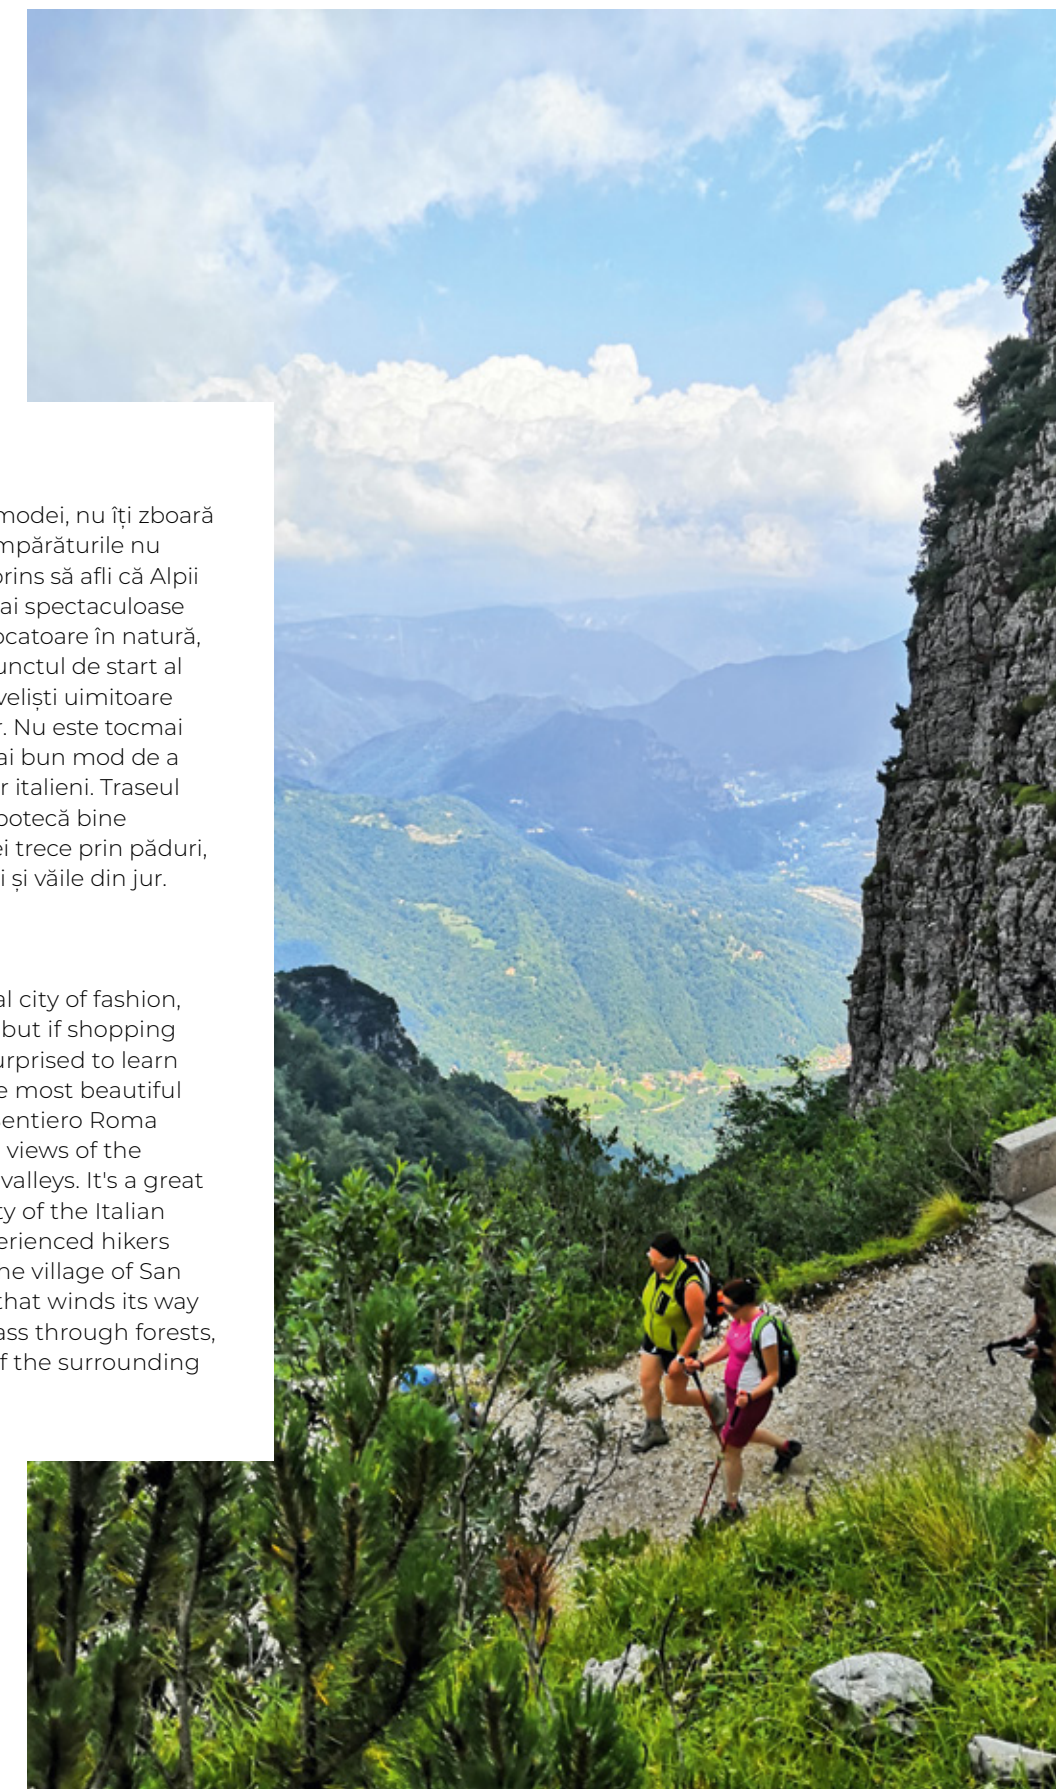 modei, nu îți zboară
mpărăturile nu
prins să afli că Alpii
ai spectaculoase
ocatoare în natură,
unctul de start al
veliști uimitoare
r. Nu este tocmai
ai bun mod de a
r italieni. Traseul
potecă bine
ei trece prin păduri,
i și văile din jur.
al city of fashion,
but if shopping
urprised to learn
e most beautiful
Sentiero Roma
views of the
valleys. It's a great
ty of the Italian
perienced hikers
he village of San
that winds its way
ass through forests,
of the surrounding